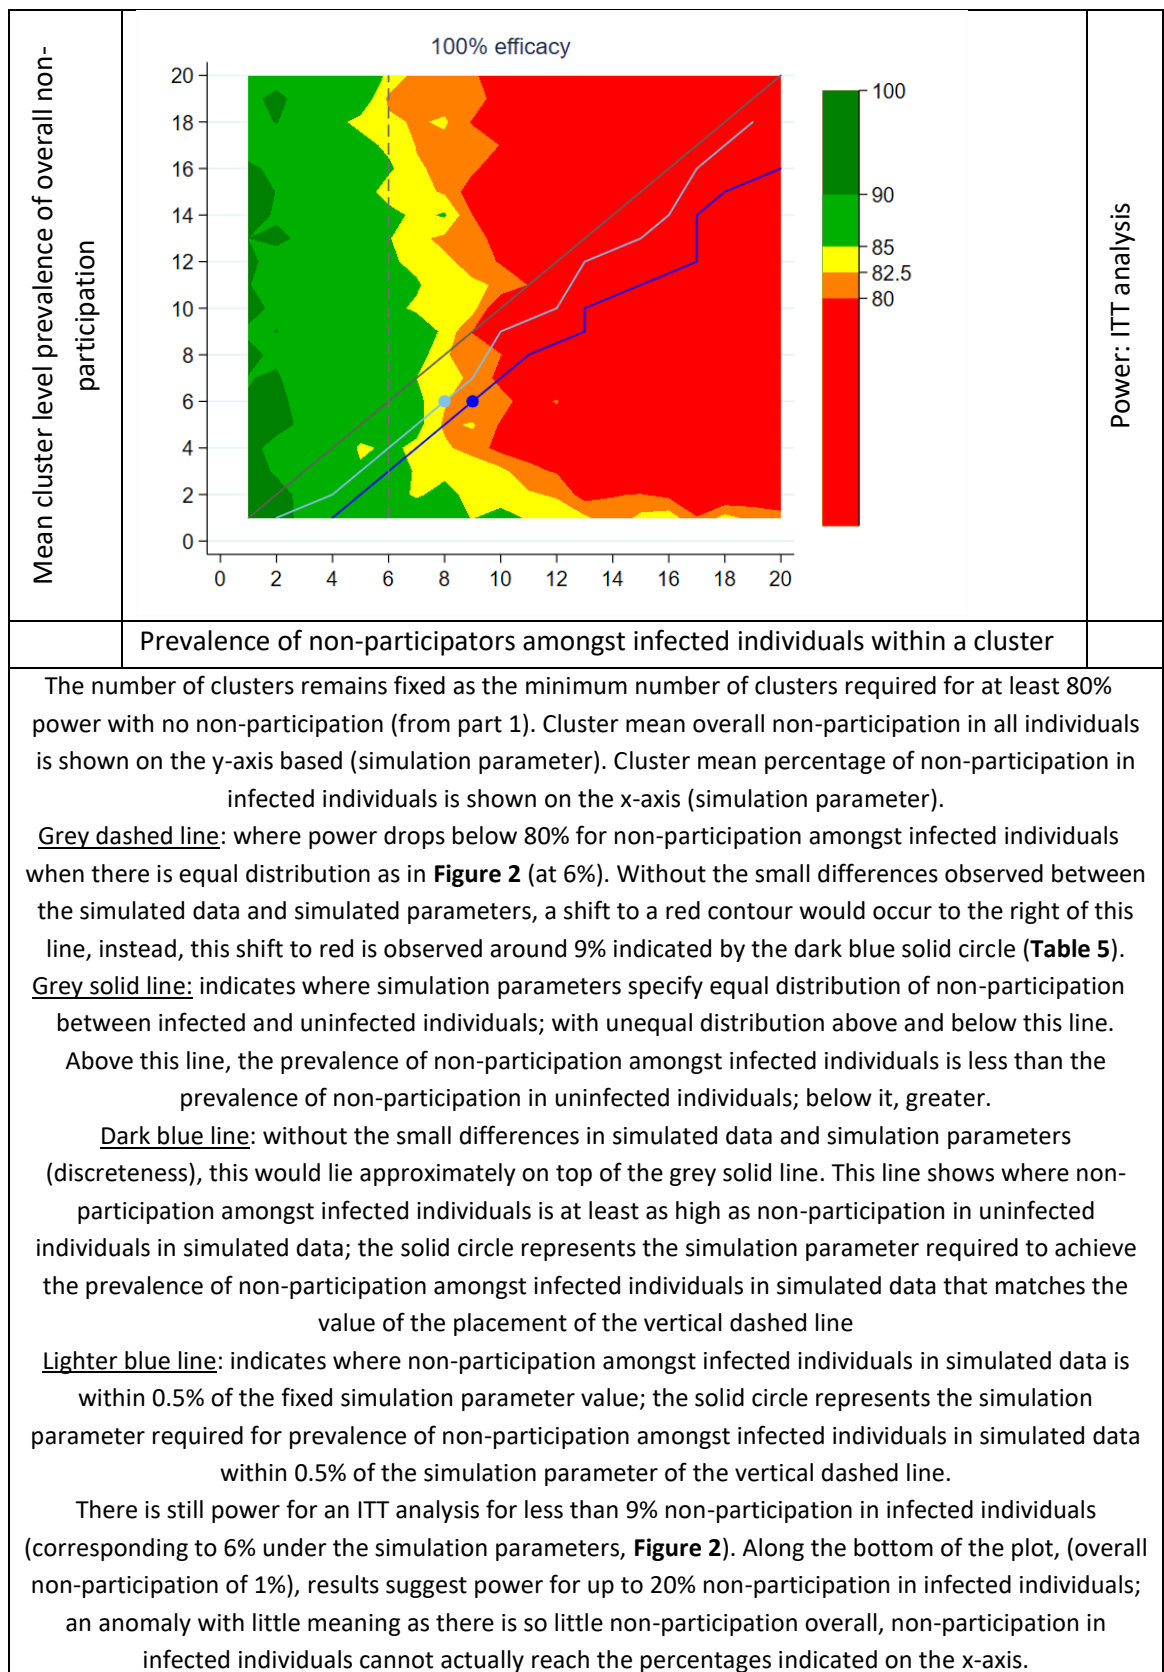 Mean cluster level prevalence of overall non-
participation
100% efficacy
20
18
16
14
12
10
8
6
4
2
0
0 2 4 6 8 10 12 14 16 18 20
100
90
85
82.5
80
Power: ITT analysis
Prevalence of non-participators amongst infected individuals within a cluster
The number of clusters remains fixed as the minimum number of clusters required for at least 80%
power with no non-participation (from part 1). Cluster mean overall non-participation in all individuals
is shown on the y-axis based (simulation parameter). Cluster mean percentage of non-participation in
infected individuals is shown on the x-axis (simulation parameter).
Grey dashed line: where power drops below 80% for non-participation amongst infected individuals
when there is equal distribution as in Figure 2 (at 6%). Without the small differences observed between
the simulated data and simulated parameters, a shift to a red contour would occur to the right of this
line, instead, this shift to red is observed around 9% indicated by the dark blue solid circle (Table 5).
Grey solid line: indicates where simulation parameters specify equal distribution of non-participation
between infected and uninfected individuals; with unequal distribution above and below this line.
Above this line, the prevalence of non-participation amongst infected individuals is less than the
prevalence of non-participation in uninfected individuals; below it, greater.
Dark blue line: without the small differences in simulated data and simulation parameters
(discreteness), this would lie approximately on top of the grey solid line. This line shows where non-
participation amongst infected individuals is at least as high as non-participation in uninfected
individuals in simulated data; the solid circle represents the simulation parameter required to achieve
the prevalence of non-participation amongst infected individuals in simulated data that matches the
value of the placement of the vertical dashed line
Lighter blue line: indicates where non-participation amongst infected individuals in simulated data is
within 0.5% of the fixed simulation parameter value; the solid circle represents the simulation
parameter required for prevalence of non-participation amongst infected individuals in simulated data
within 0.5% of the simulation parameter of the vertical dashed line.
There is still power for an ITT analysis for less than 9% non-participation in infected individuals
(corresponding to 6% under the simulation parameters, Figure 2). Along the bottom of the plot, (overall
non-participation of 1%), results suggest power for up to 20% non-participation in infected individuals;
an anomaly with little meaning as there is so little non-participation overall, non-participation in
infected individuals cannot actually reach the percentages indicated on the x-axis.